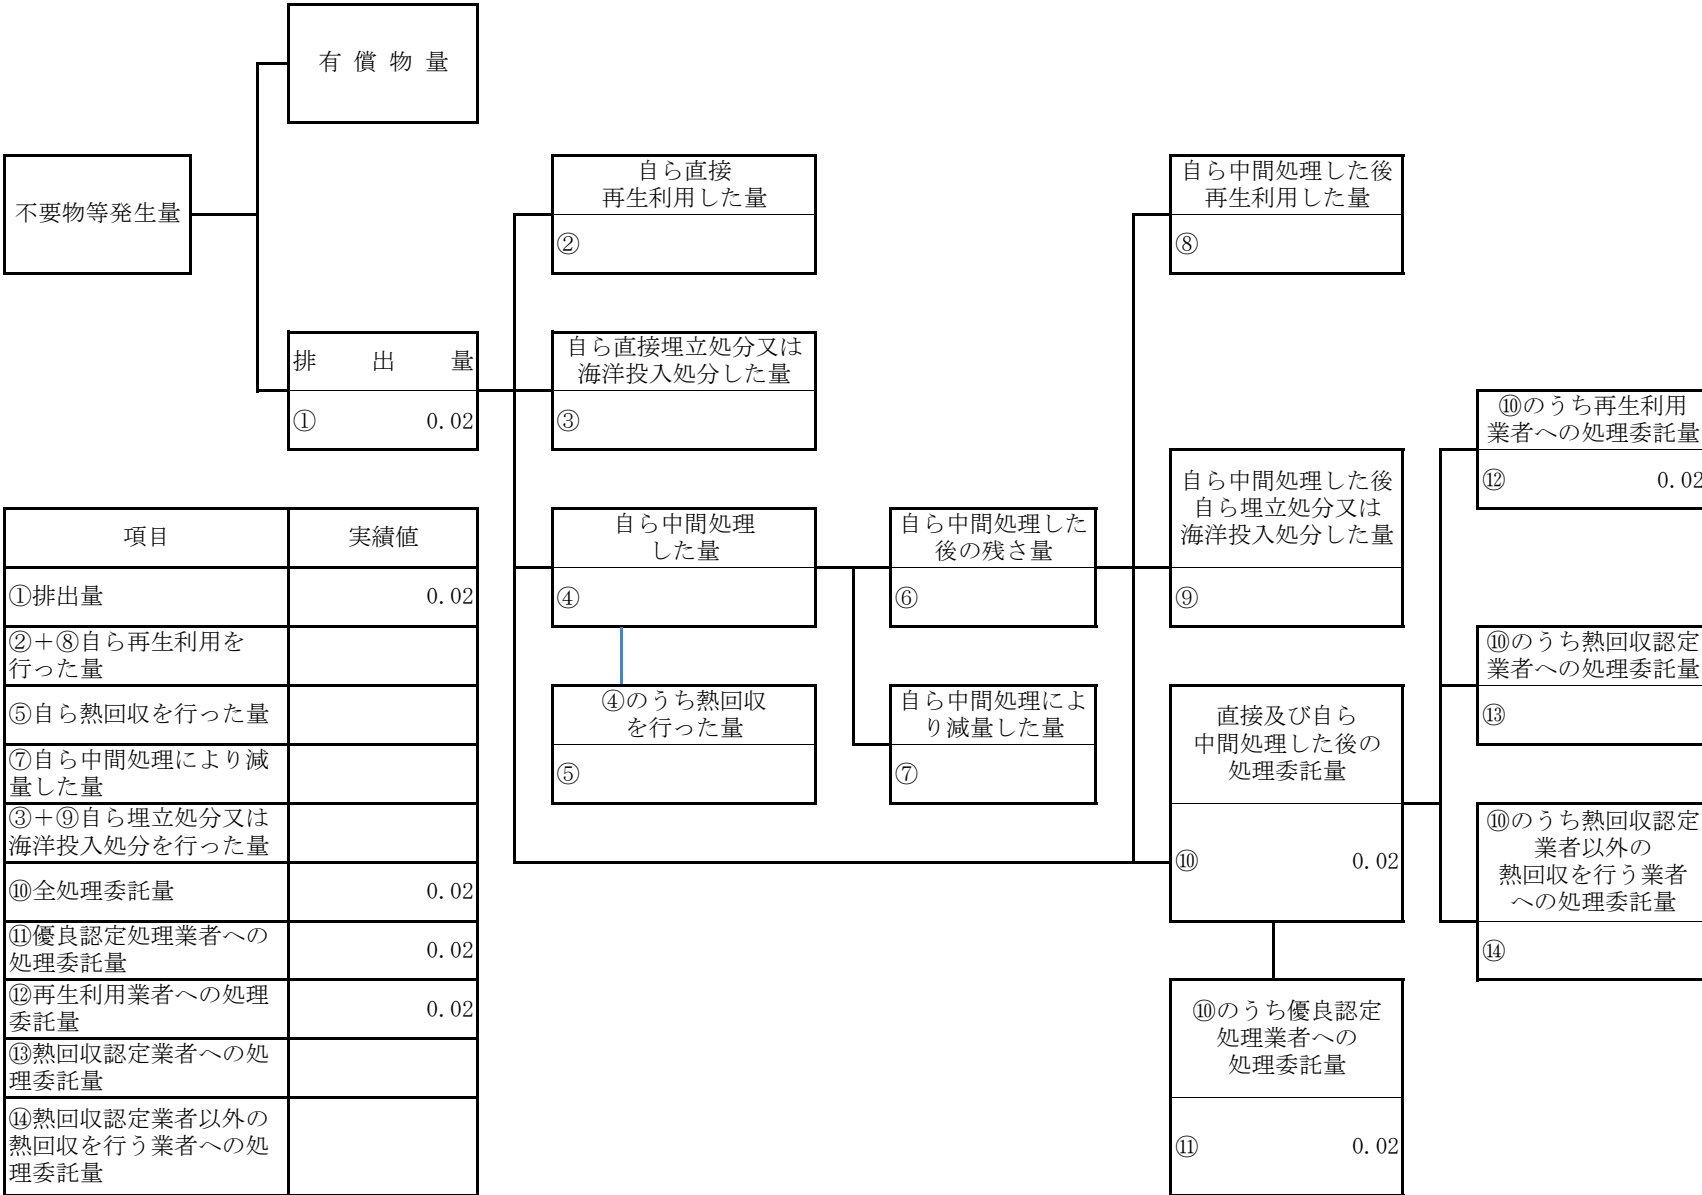 有償物量
不要物等発生量
自ら直接
再生利用した量
②
自ら中間処理した後
再生利用した量
⑧
排出量
① 0.02
自ら直接埋立処分又は
海洋投入処分した量
③
⑩のうち再生利用
業者への処理委託量
⑫ 0.02
自ら中間処理した後
自ら埋立処分又は
海洋投入処分した量
⑨
自ら中間処理
した量
④
自ら中間処理した
後の残さ量
⑥
④のうち熱回収
を行った量
⑤
自ら中間処理によ
り減量した量
⑦
直接及び自ら
中間処理した後の
処理委託量
⑩ 0.02
⑩のうち熱回収認定
業者への処理委託量
⑬
⑩のうち熱回収認定
業者以外の
熱回収を行う業者
への処理委託量
⑭
⑩のうち優良認定
処理業者への
処理委託量
⑪ 0.02
項目 実績値
①排出量 0.02
②＋⑧自ら再生利用を
行った量
⑤自ら熱回収を行った量
⑦自ら中間処理により減
量した量
③＋⑨自ら埋立処分又は
海洋投入処分を行った量
⑩全処理委託量 0.02
⑪優良認定処理業者への
処理委託量 0.02
⑫再生利用業者への処理
委託量 0.02
⑬熱回収認定業者への処
理委託量
⑭熱回収認定業者以外の
熱回収を行う業者への処
理委託量